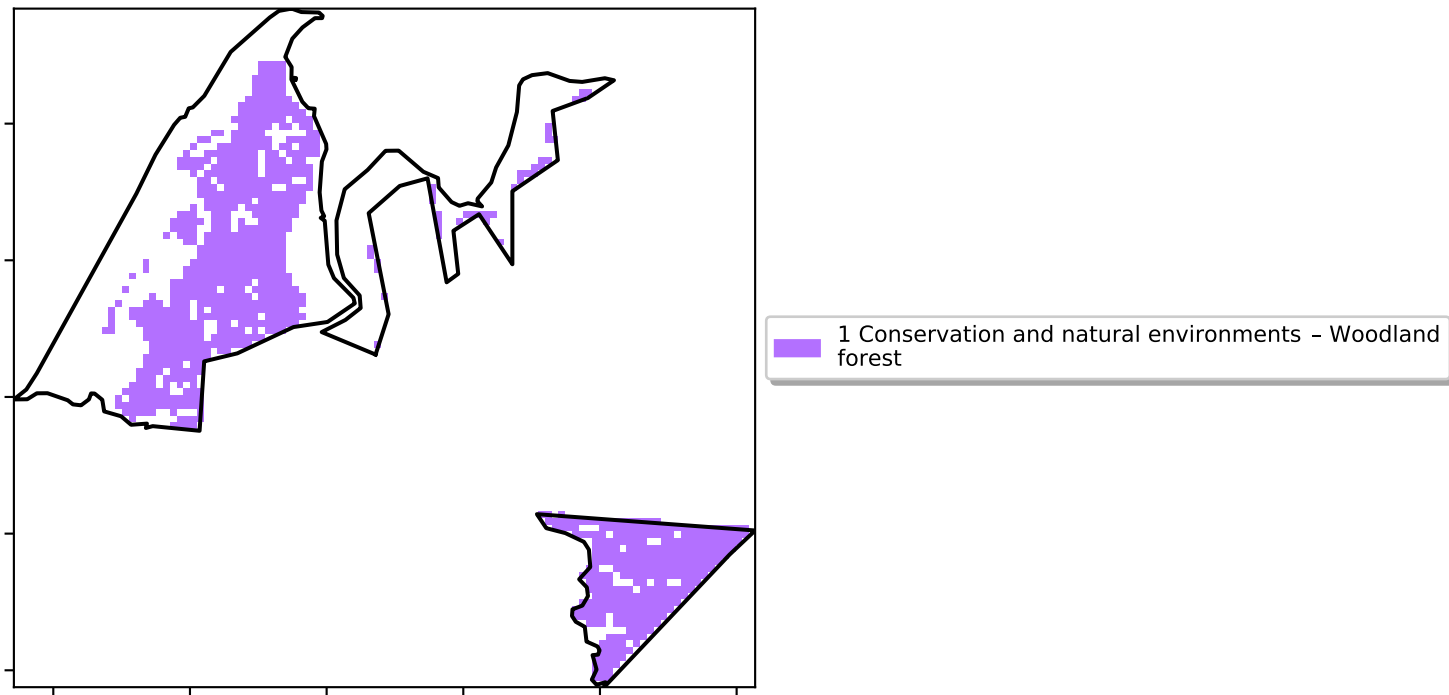 1 Conservation and natural environments – Woodland
forest